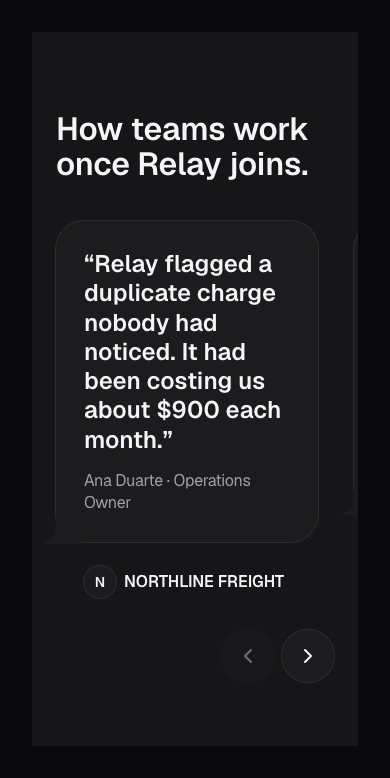 How teams work
once Relay joins.
“Relay flagged a
duplicate charge
nobody had
noticed. It had
been costing us
about $900 each
month.”
Ana Duarte · Operations
Owner
N NORTHLINE FREIGHT